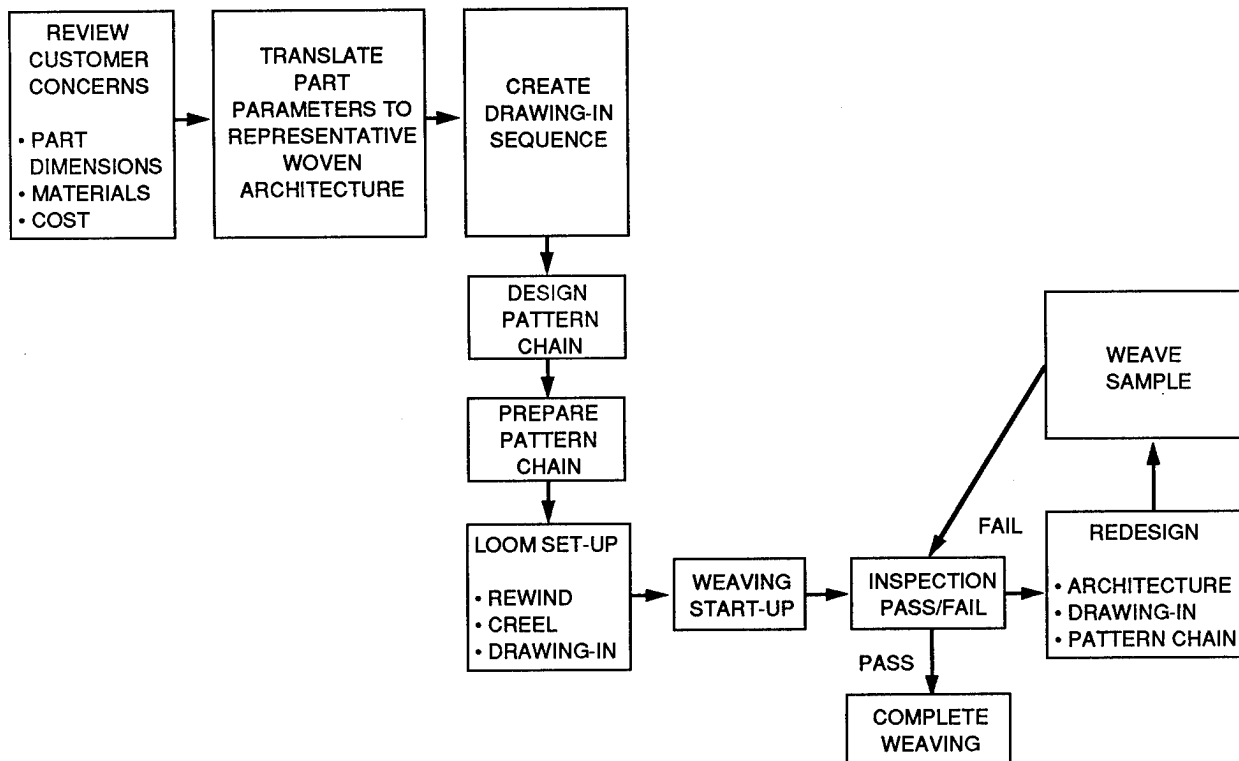 REVIEW
CUSTOMER
CONCERNS
• PART
DIMENSIONS
• MATERIALS
• COST
TRANSLATE
PART
PARAMETERS TO
REPRESENTATIVE
WOVEN
ARCHITECTURE
CREATE
DRAWING-IN
SEQUENCE
DESIGN
PATTERN
CHAIN
PREPARE
PATTERN
CHAIN
LOOM SET-UP
• REWIND
• CREEL
• DRAWING-IN
WEAVING
START-UP
INSPECTION
PASS/FAIL
FAIL
PASS
COMPLETE
WEAVING
REDESIGN
• ARCHITECTURE
• DRAWING-IN
• PATTERN CHAIN
WEAVE
SAMPLE